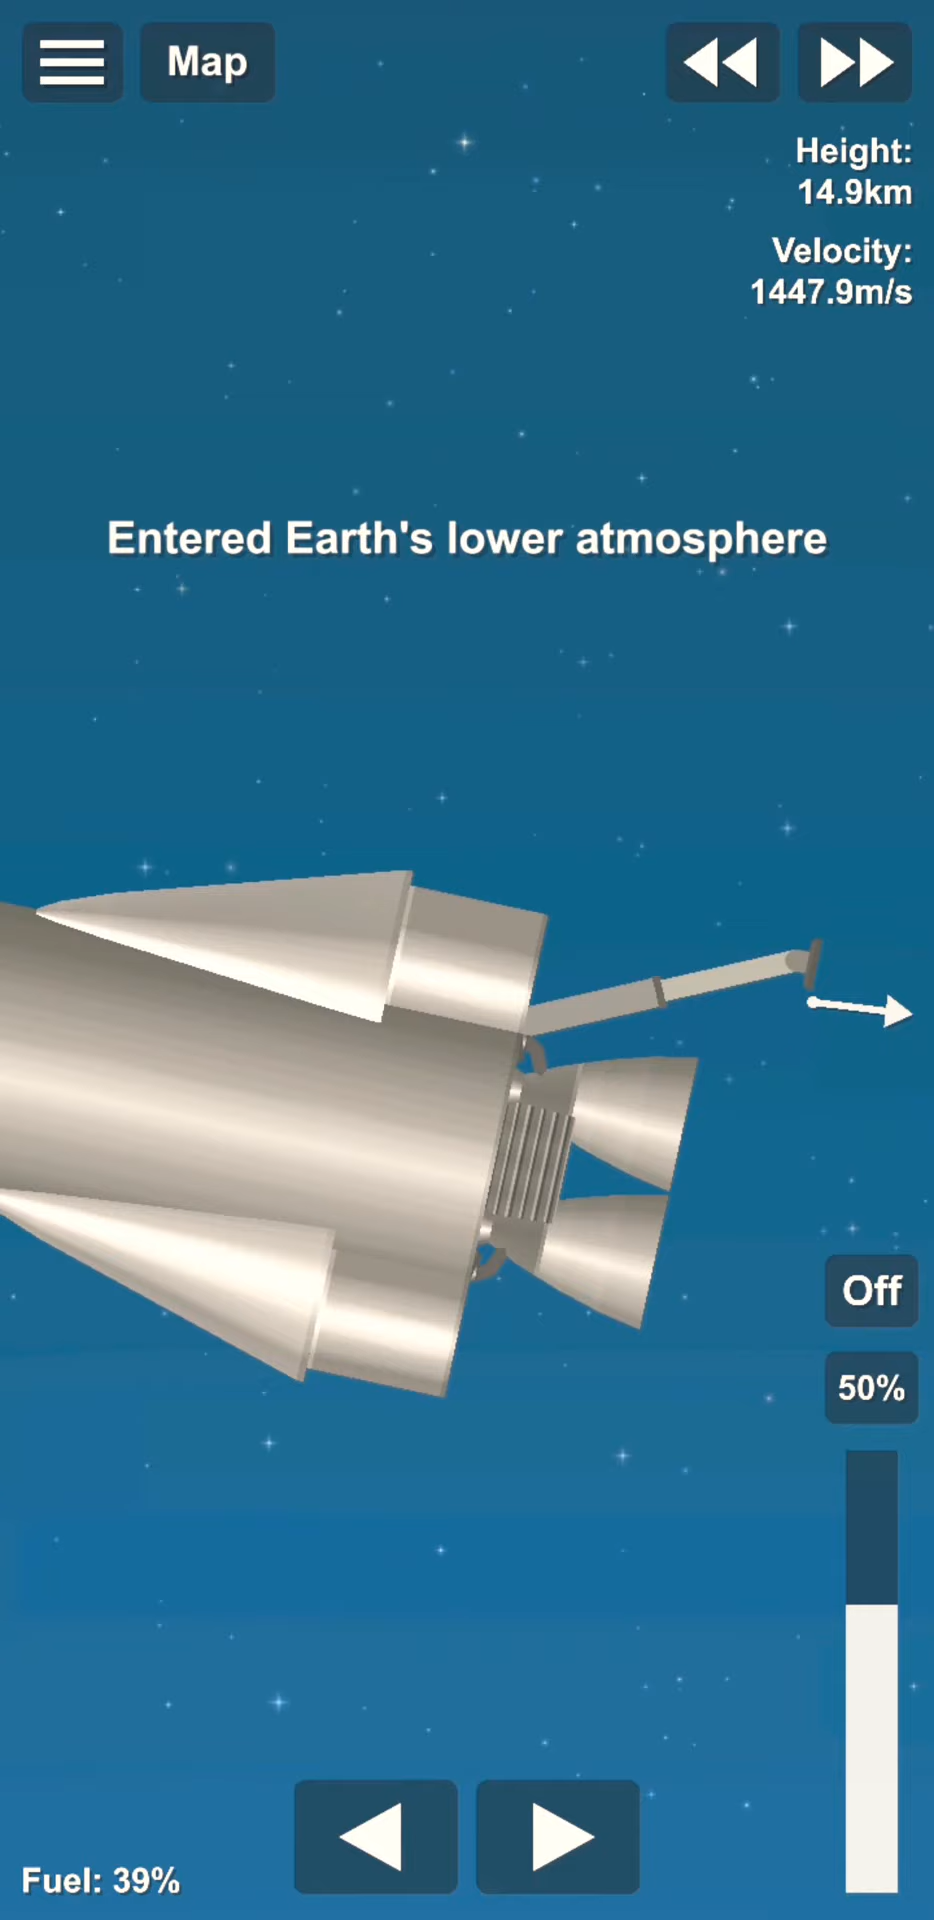 Map
Height:
14.9km
Velocity:
1447.9m/s
Entered Earth's lower atmosphere
Off
50%
Fuel: 39%